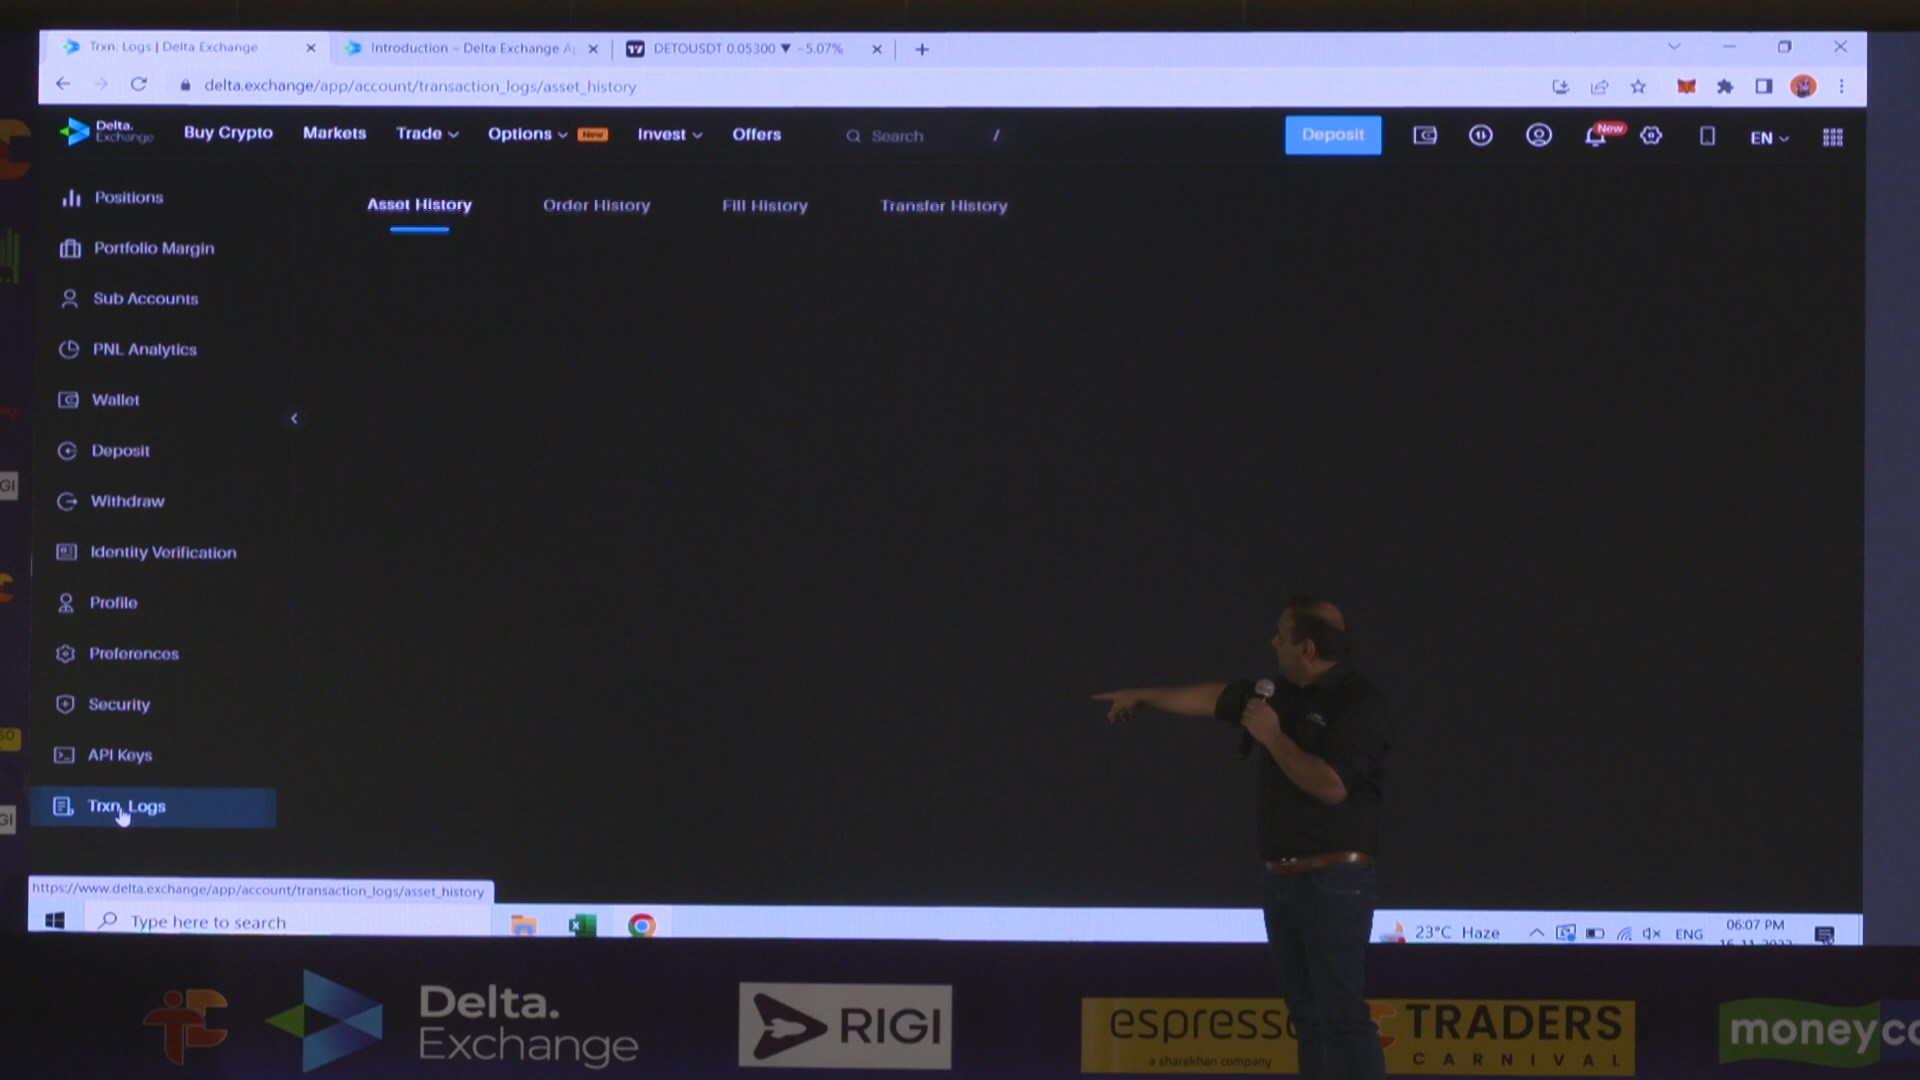 Trxn. Logs | Delta Exchange
Introduction – Delta Exchange A
DETOUSDT 0.05300 ▼ −5.07%
delta.exchange/app/account/transaction_logs/asset_history
Delta. Exchange
Buy Crypto
Markets
Trade
Options
New
Invest
Offers
Search
/
Deposit
New
EN
Positions
Asset History
Order History
Fill History
Transfer History
Portfolio Margin
Sub Accounts
PNL Analytics
Wallet
Deposit
Withdraw
Identity Verification
Profile
Preferences
Security
API Keys
Trxn. Logs
https://www.delta.exchange/app/account/transaction_logs/asset_history
Type here to search
23°C Haze
ENG
06:07 PM
Delta.
Exchange
RIGI
espresso
a sharekhan company
TRADERS
CARNIVAL
moneyco